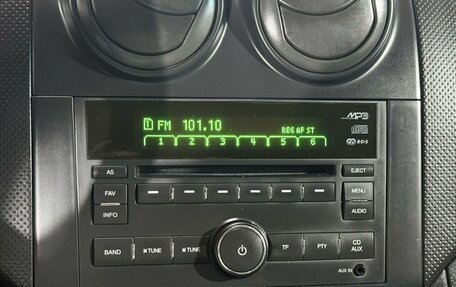 1 FM 101.10
MP3
REG AF ST
RDS
1 2 3 4 5 6
AS
EJECT
FAV
MENU
INFO
AUDIO
BAND
TUNE
TUNE
TP
PTY
CD AUX
AUX IN